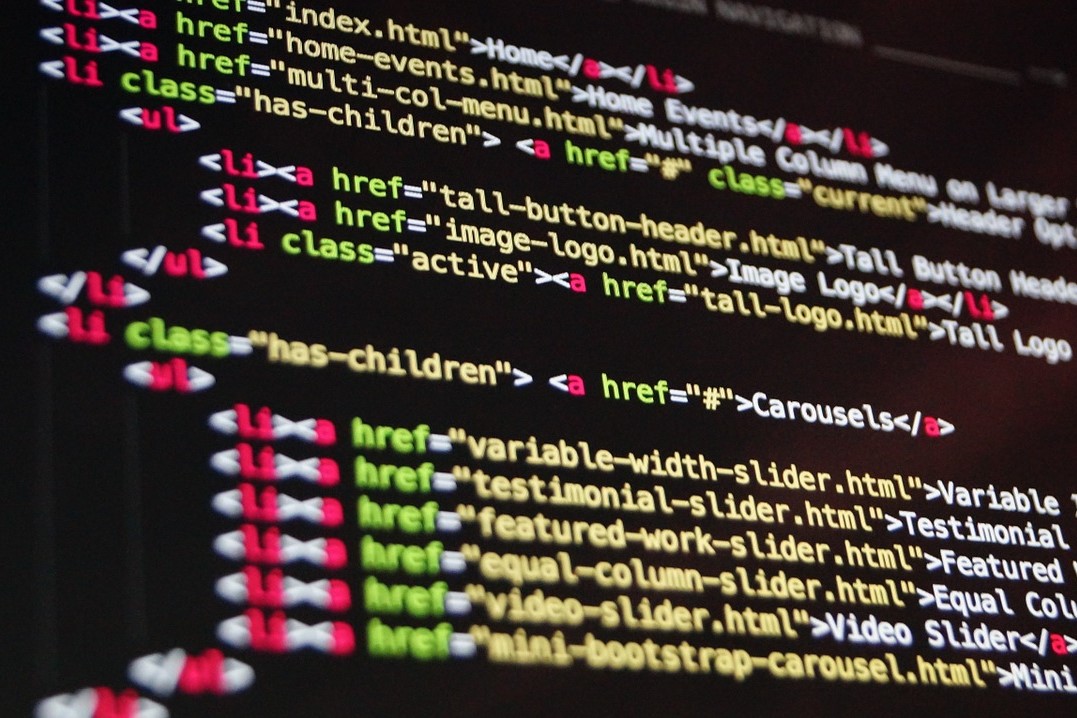 NAVIGATION
<li><a href="index.html">Home</a></li>
<li><a href="home-events.html">Home Events</a></li>
<li><a href="multi-col-menu.html">Multiple Column Menu on Larger
<li class="has-children"> <a href="#" class="current">Header Opt
<ul>
<li><a href="tall-button-header.html">Tall Button Heade
<li><a href="image-logo.html">Image Logo</a></li>
<li class="active"><a href="tall-logo.html">Tall Logo
</ul>
</li>
<li class="has-children"> <a href="#">Carousels</a>
<ul>
<li><a href="variable-width-slider.html">Variable
<li><a href="testimonial-slider.html">Testimonial
<li><a href="featured-work-slider.html">Featured
<li><a href="equal-column-slider.html">Equal Colu
<li><a href="video-slider.html">Video Slider</a>
<li><a href="mini-bootstrap-carousel.html">Mini
</ul>
</li>